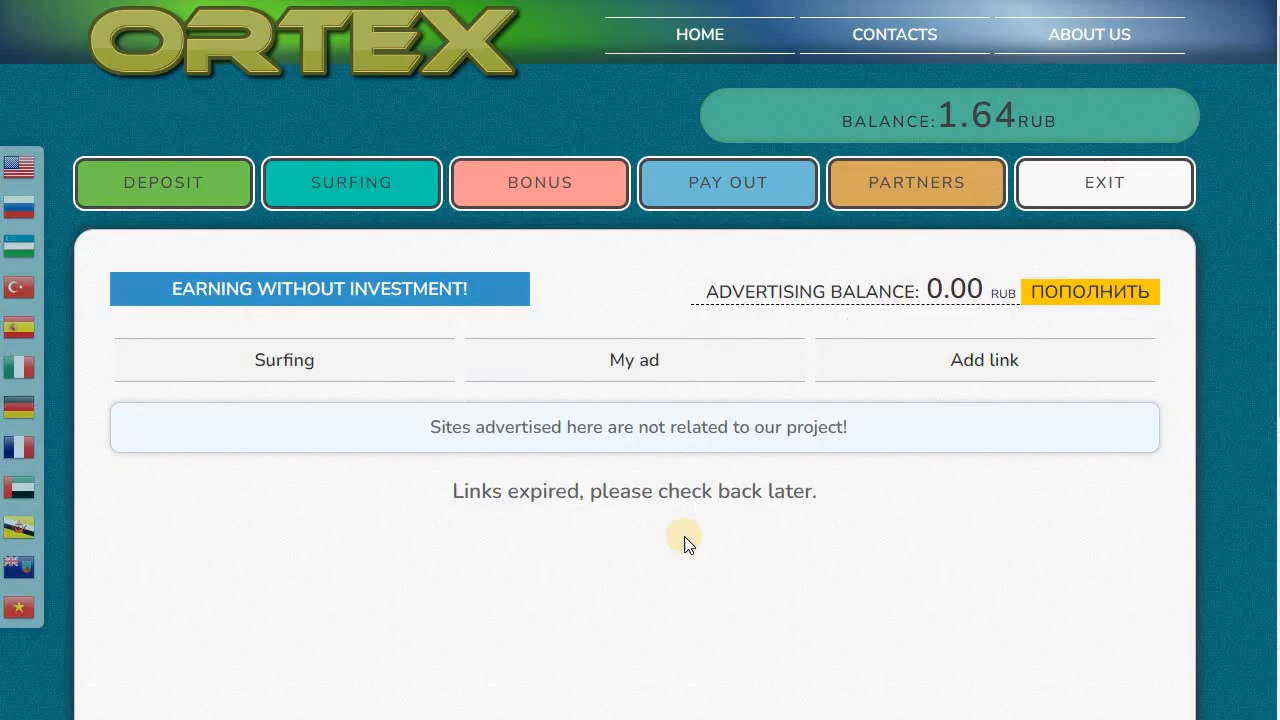 ORTEX
HOME CONTACTS ABOUT US
BALANCE: 1.64 RUB
DEPOSIT SURFING BONUS PAY OUT PARTNERS EXIT
EARNING WITHOUT INVESTMENT! ADVERTISING BALANCE: 0.00 RUB ПОПОЛНИТЬ
Surfing My ad Add link
Sites advertised here are not related to our project!
Links expired, please check back later.